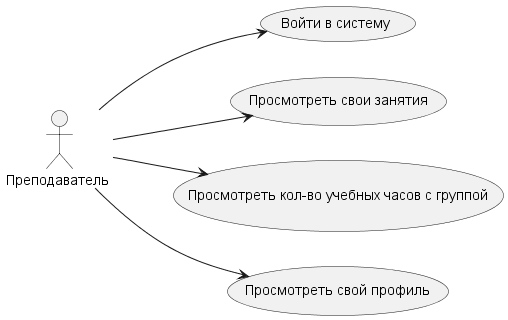 Войти в систему
Просмотреть свои занятия
Преподаватель
Просмотреть кол-во учебных часов с группой
Просмотреть свой профиль